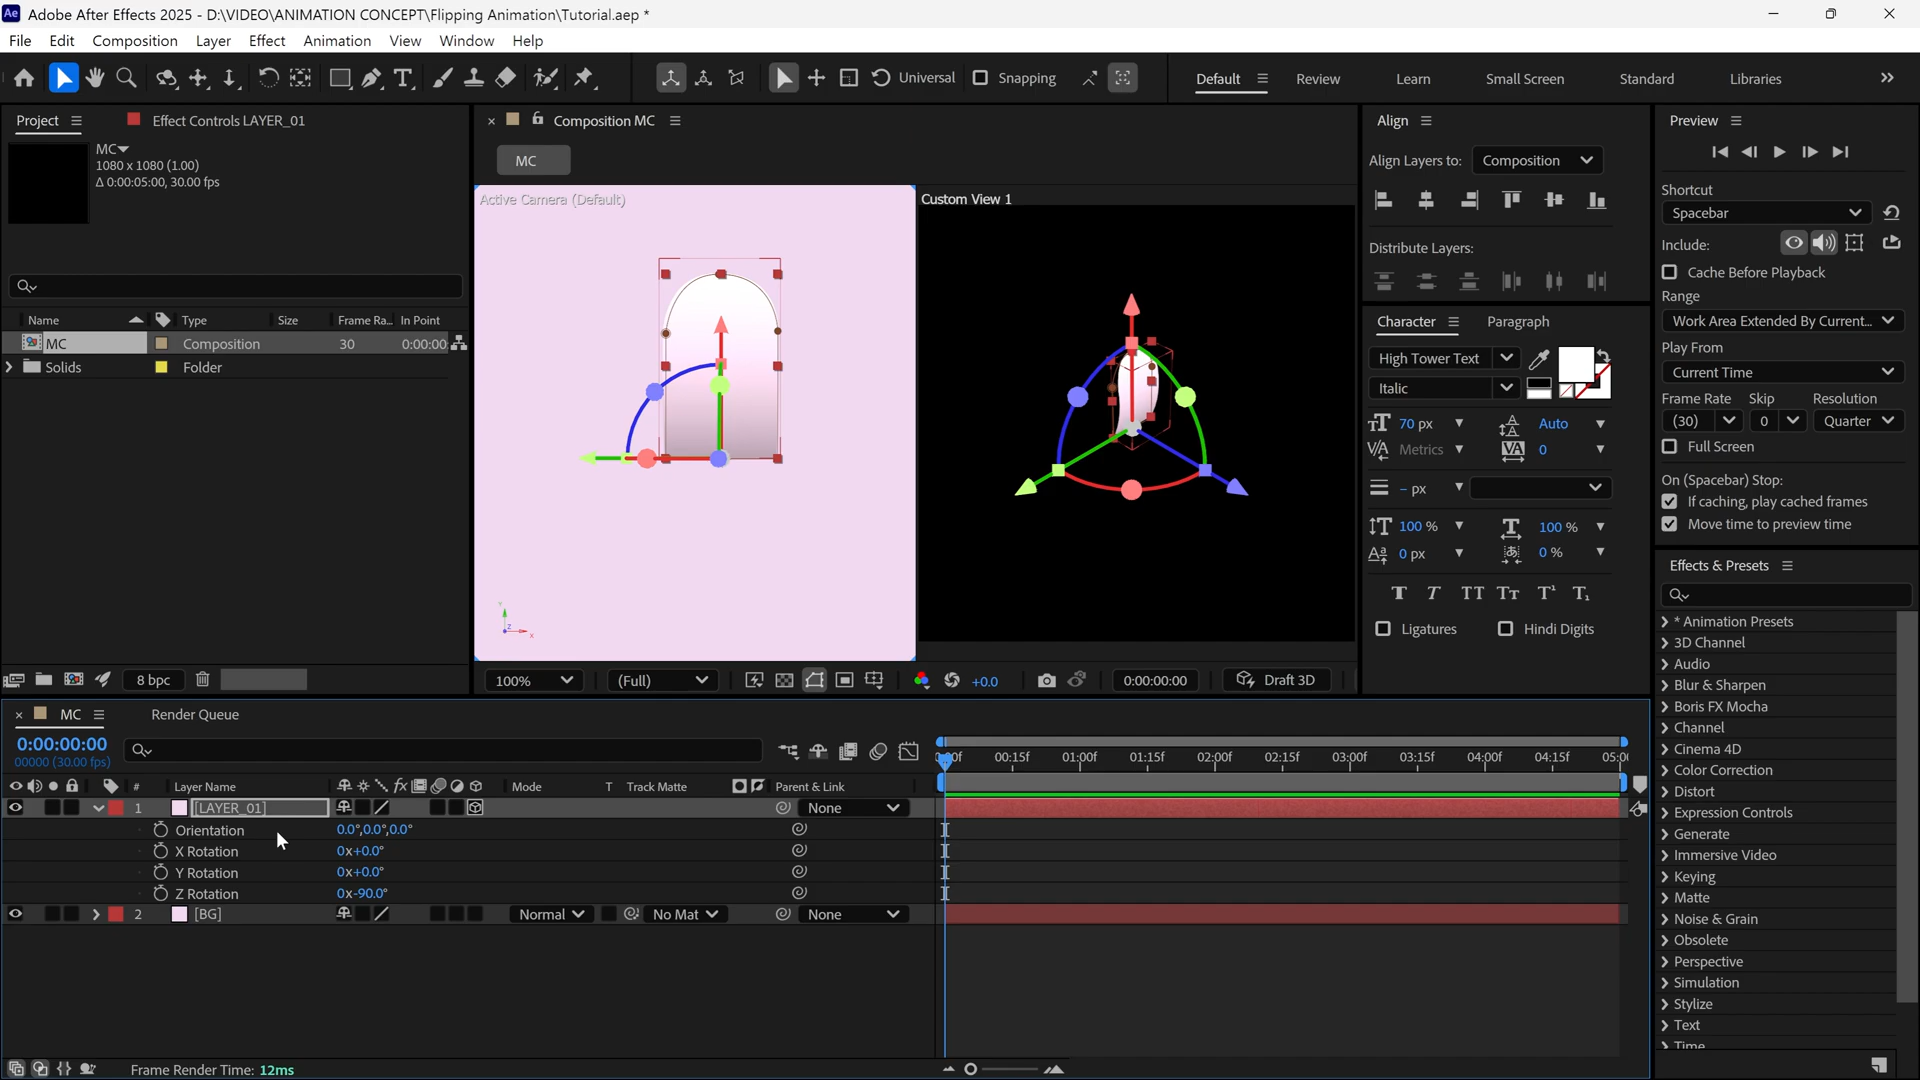 Adobe After Effects 2025 - D:\VIDEO\ANIMATION CONCEPT\Flipping Animation\Tutorial.aep *
File Edit Composition Layer Effect Animation View Window Help
Universal Snapping Default Review Learn Small Screen Standard Libraries
Project Effect Controls LAYER_01
MC
1080 x 1080 (1.00)
Δ 0:00:05:00, 30.00 fps
Name Type Size Frame Ra... In Point
MC Composition 30 0:00:00
Solids Folder
8 bpc
Composition MC
MC
Active Camera (Default)
Custom View 1
100% (Full) +0.0 0:00:00:00 Draft 3D
Align
Align Layers to: Composition
Distribute Layers:
Character Paragraph
High Tower Text
Italic
70 px Auto
Metrics 0
- px
100 % 100 %
0 px 0 %
Ligatures Hindi Digits
Preview
Shortcut
Spacebar
Include:
Cache Before Playback
Range
Work Area Extended By Current...
Play From
Current Time
Frame Rate Skip Resolution
(30) 0 Quarter
Full Screen
On (Spacebar) Stop:
If caching, play cached frames
Move time to preview time
Effects & Presets
* Animation Presets
3D Channel
Audio
Blur & Sharpen
Boris FX Mocha
Channel
Cinema 4D
Color Correction
Distort
Expression Controls
Generate
Immersive Video
Keying
Matte
Noise & Grain
Obsolete
Perspective
Simulation
Stylize
Text
Time
MC Render Queue
0:00:00:00
00000 (30.00 fps)
00:15f 01:00f 01:15f 02:00f 02:15f 03:00f 03:15f 04:00f 04:15f 05:0
# Layer Name Mode T Track Matte Parent & Link
1 [LAYER_01] None
Orientation 0.0°,0.0°,0.0°
X Rotation 0x+0.0°
Y Rotation 0x+0.0°
Z Rotation 0x-90.0°
2 [BG] Normal No Mat None
Frame Render Time: 12ms